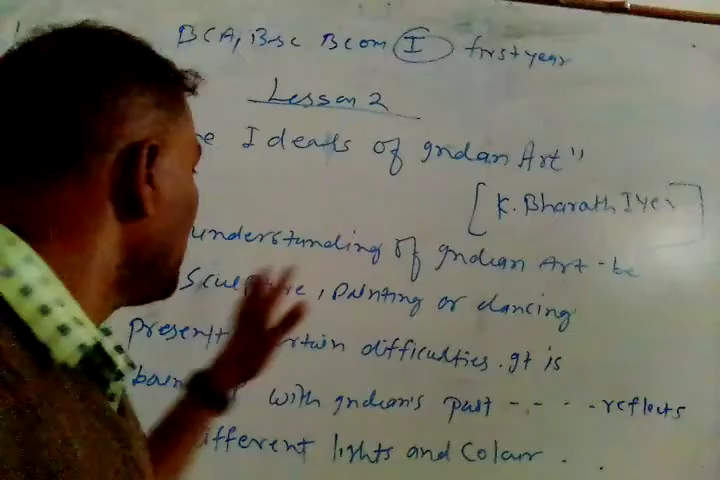 BCA, Bsc Bcom I first year
Lesson 2
Ideals of Indian Art"
[K. Bharath Iyer]
understanding of Indian Art - be
sculpture, painting or dancing
present certain difficulties. It is
with Indian's past - - - - reflects
different lights and Colour.